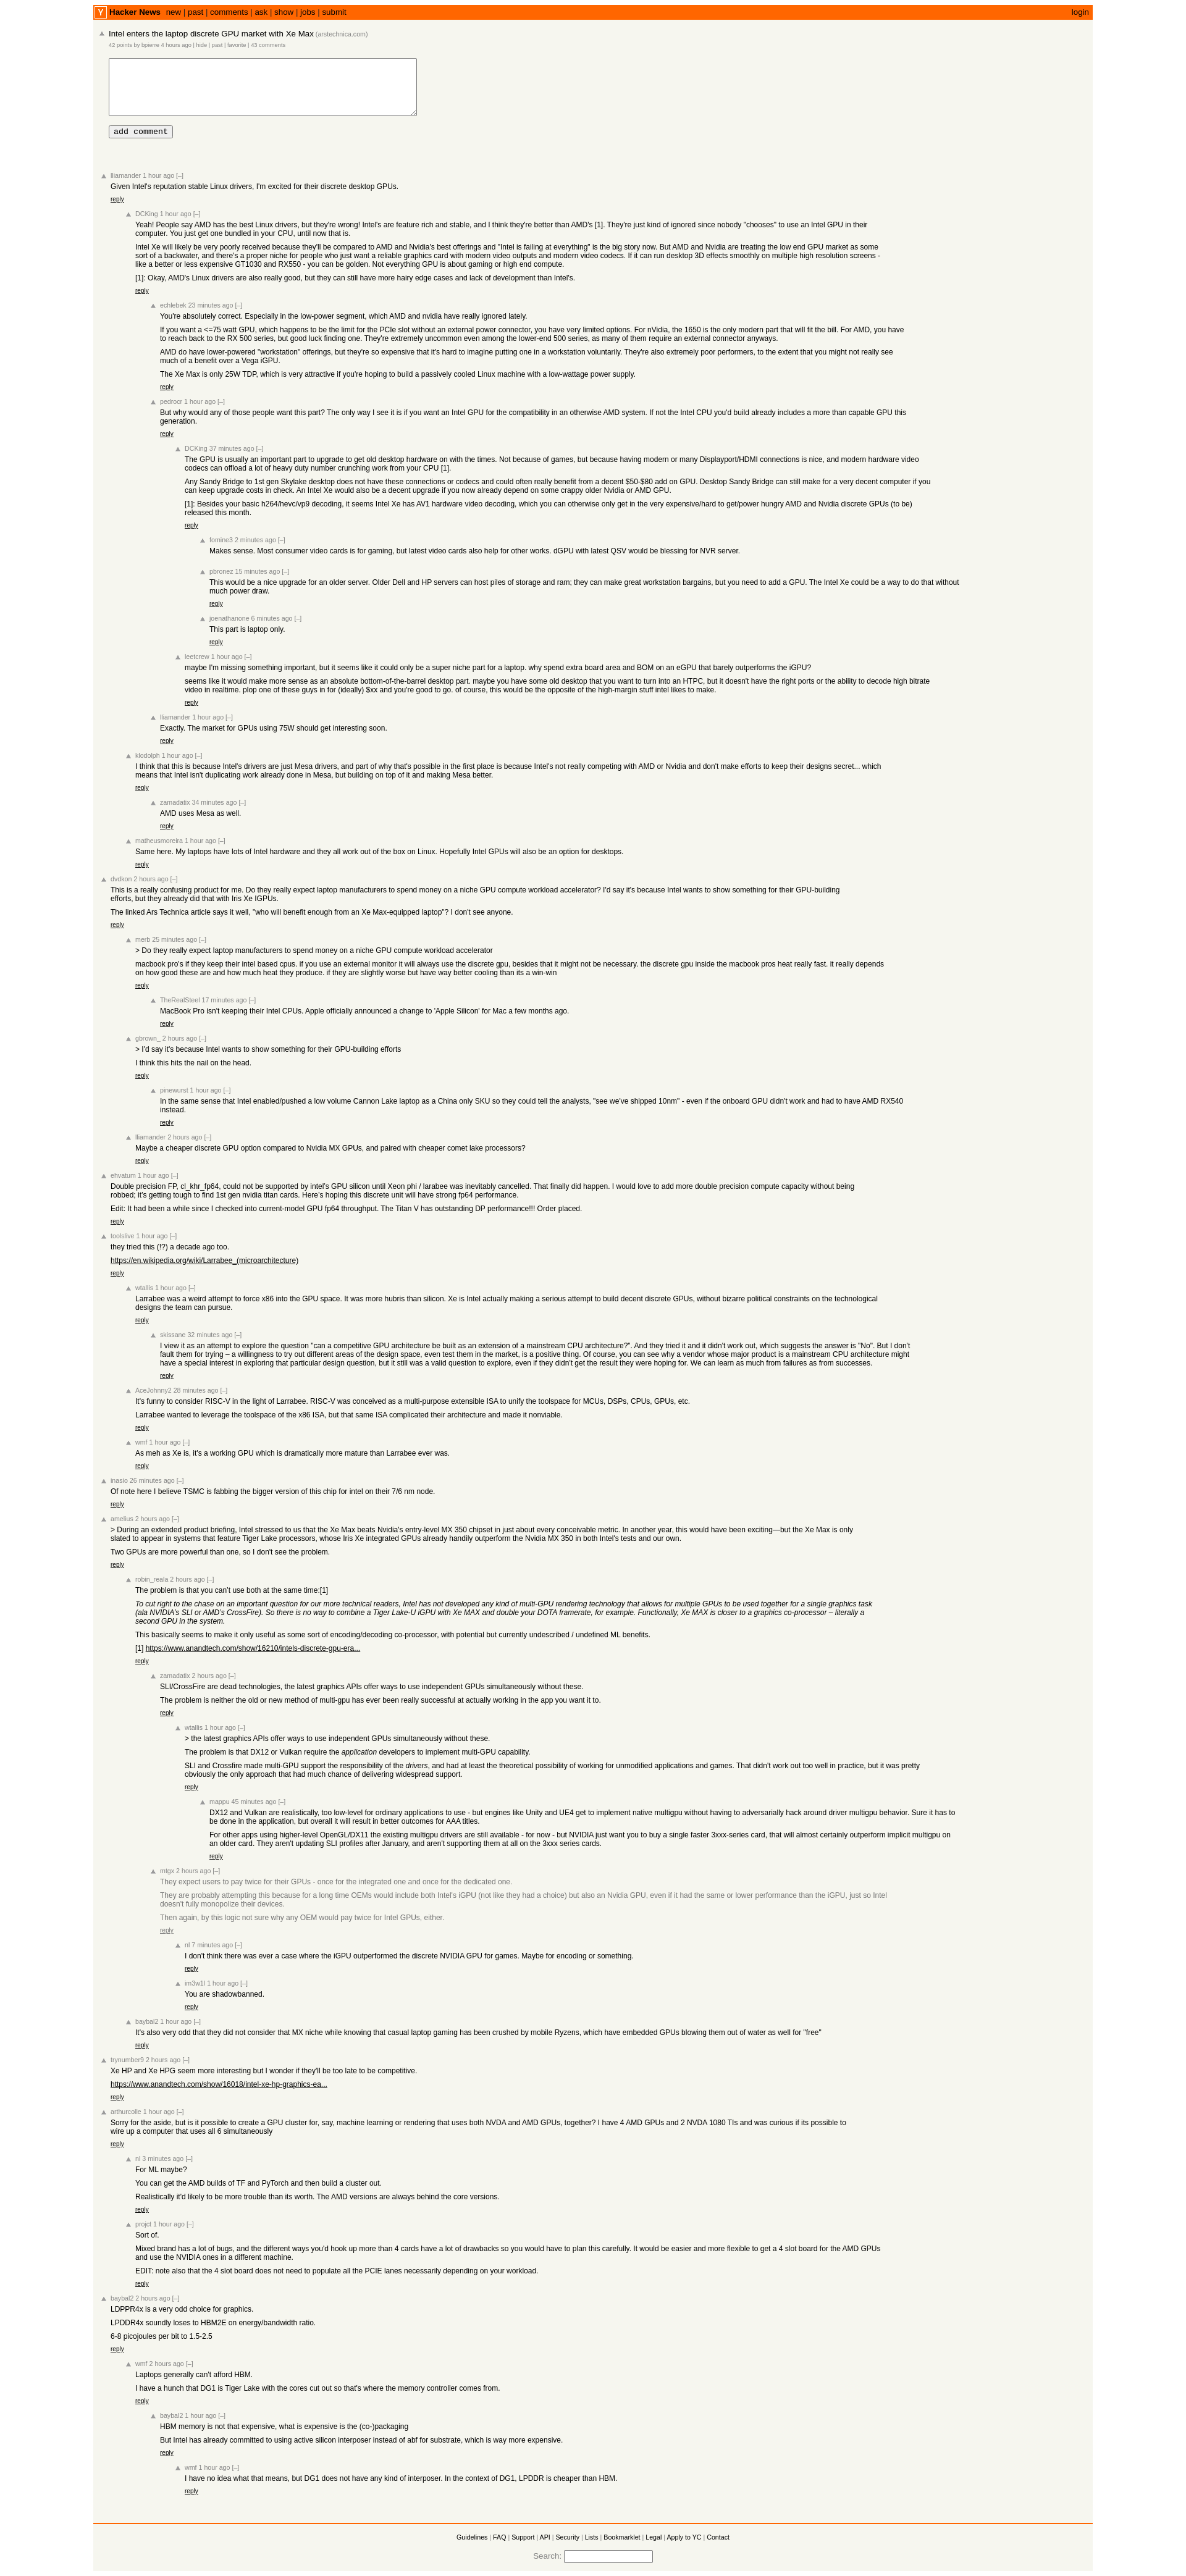 Y Hacker News new | past | comments | ask | show | jobs | submit login
Intel enters the laptop discrete GPU market with Xe Max (arstechnica.com)
42 points by bpierre 4 hours ago | hide | past | favorite | 43 comments
add comment
lliamander 1 hour ago [–]
Given Intel's reputation stable Linux drivers, I'm excited for their discrete desktop GPUs.
reply
DCKing 1 hour ago [–]
Yeah! People say AMD has the best Linux drivers, but they're wrong! Intel's are feature rich and stable, and I think they're better than AMD's [1]. They're just kind of ignored since nobody "chooses" to use an Intel GPU in their
computer. You just get one bundled in your CPU, until now that is.
Intel Xe will likely be very poorly received because they'll be compared to AMD and Nvidia's best offerings and "Intel is failing at everything" is the big story now. But AMD and Nvidia are treating the low end GPU market as some
sort of a backwater, and there's a proper niche for people who just want a reliable graphics card with modern video outputs and modern video codecs. If it can run desktop 3D effects smoothly on multiple high resolution screens -
like a better or less expensive GT1030 and RX550 - you can be golden. Not everything GPU is about gaming or high end compute.
[1]: Okay, AMD's Linux drivers are also really good, but they can still have more hairy edge cases and lack of development than Intel's.
reply
echlebek 23 minutes ago [–]
You're absolutely correct. Especially in the low-power segment, which AMD and nvidia have really ignored lately.
If you want a <=75 watt GPU, which happens to be the limit for the PCIe slot without an external power connector, you have very limited options. For nVidia, the 1650 is the only modern part that will fit the bill. For AMD, you have
to reach back to the RX 500 series, but good luck finding one. They're extremely uncommon even among the lower-end 500 series, as many of them require an external connector anyways.
AMD do have lower-powered "workstation" offerings, but they're so expensive that it's hard to imagine putting one in a workstation voluntarily. They're also extremely poor performers, to the extent that you might not really see
much of a benefit over a Vega iGPU.
The Xe Max is only 25W TDP, which is very attractive if you're hoping to build a passively cooled Linux machine with a low-wattage power supply.
reply
pedrocr 1 hour ago [–]
But why would any of those people want this part? The only way I see it is if you want an Intel GPU for the compatibility in an otherwise AMD system. If not the Intel CPU you'd build already includes a more than capable GPU this
generation.
reply
DCKing 37 minutes ago [–]
The GPU is usually an important part to upgrade to get old desktop hardware on with the times. Not because of games, but because having modern or many Displayport/HDMI connections is nice, and modern hardware video
codecs can offload a lot of heavy duty number crunching work from your CPU [1].
Any Sandy Bridge to 1st gen Skylake desktop does not have these connections or codecs and could often really benefit from a decent $50-$80 add on GPU. Desktop Sandy Bridge can still make for a very decent computer if you
can keep upgrade costs in check. An Intel Xe would also be a decent upgrade if you now already depend on some crappy older Nvidia or AMD GPU.
[1]: Besides your basic h264/hevc/vp9 decoding, it seems Intel Xe has AV1 hardware video decoding, which you can otherwise only get in the very expensive/hard to get/power hungry AMD and Nvidia discrete GPUs (to be)
released this month.
reply
fomine3 2 minutes ago [–]
Makes sense. Most consumer video cards is for gaming, but latest video cards also help for other works. dGPU with latest QSV would be blessing for NVR server.
pbronez 15 minutes ago [–]
This would be a nice upgrade for an older server. Older Dell and HP servers can host piles of storage and ram; they can make great workstation bargains, but you need to add a GPU. The Intel Xe could be a way to do that without
much power draw.
reply
joenathanone 6 minutes ago [–]
This part is laptop only.
reply
leetcrew 1 hour ago [–]
maybe I'm missing something important, but it seems like it could only be a super niche part for a laptop. why spend extra board area and BOM on an eGPU that barely outperforms the iGPU?
seems like it would make more sense as an absolute bottom-of-the-barrel desktop part. maybe you have some old desktop that you want to turn into an HTPC, but it doesn't have the right ports or the ability to decode high bitrate
video in realtime. plop one of these guys in for (ideally) $xx and you're good to go. of course, this would be the opposite of the high-margin stuff intel likes to make.
reply
lliamander 1 hour ago [–]
Exactly. The market for GPUs using 75W should get interesting soon.
reply
klodolph 1 hour ago [–]
I think that this is because Intel's drivers are just Mesa drivers, and part of why that's possible in the first place is because Intel's not really competing with AMD or Nvidia and don't make efforts to keep their designs secret... which
means that Intel isn't duplicating work already done in Mesa, but building on top of it and making Mesa better.
reply
zamadatix 34 minutes ago [–]
AMD uses Mesa as well.
reply
matheusmoreira 1 hour ago [–]
Same here. My laptops have lots of Intel hardware and they all work out of the box on Linux. Hopefully Intel GPUs will also be an option for desktops.
reply
dvdkon 2 hours ago [–]
This is a really confusing product for me. Do they really expect laptop manufacturers to spend money on a niche GPU compute workload accelerator? I'd say it's because Intel wants to show something for their GPU-building
efforts, but they already did that with Iris Xe IGPUs.
The linked Ars Technica article says it well, "who will benefit enough from an Xe Max-equipped laptop"? I don't see anyone.
reply
merb 25 minutes ago [–]
> Do they really expect laptop manufacturers to spend money on a niche GPU compute workload accelerator
macbook pro's if they keep their intel based cpus. if you use an external monitor it will always use the discrete gpu, besides that it might not be necessary. the discrete gpu inside the macbook pros heat really fast. it really depends
on how good these are and how much heat they produce. if they are slightly worse but have way better cooling than its a win-win
reply
TheRealSteel 17 minutes ago [–]
MacBook Pro isn't keeping their Intel CPUs. Apple officially announced a change to 'Apple Silicon' for Mac a few months ago.
reply
gbrown_ 2 hours ago [–]
> I'd say it's because Intel wants to show something for their GPU-building efforts
I think this hits the nail on the head.
reply
pinewurst 1 hour ago [–]
In the same sense that Intel enabled/pushed a low volume Cannon Lake laptop as a China only SKU so they could tell the analysts, "see we've shipped 10nm" - even if the onboard GPU didn't work and had to have AMD RX540
instead.
reply
lliamander 2 hours ago [–]
Maybe a cheaper discrete GPU option compared to Nvidia MX GPUs, and paired with cheaper comet lake processors?
reply
ehvatum 1 hour ago [–]
Double precision FP, cl_khr_fp64, could not be supported by intel's GPU silicon until Xeon phi / larabee was inevitably cancelled. That finally did happen. I would love to add more double precision compute capacity without being
robbed; it's getting tough to find 1st gen nvidia titan cards. Here's hoping this discrete unit will have strong fp64 performance.
Edit: It had been a while since I checked into current-model GPU fp64 throughput. The Titan V has outstanding DP performance!!! Order placed.
reply
toolslive 1 hour ago [–]
they tried this (!?) a decade ago too.
https://en.wikipedia.org/wiki/Larrabee_(microarchitecture)
reply
wtallis 1 hour ago [–]
Larrabee was a weird attempt to force x86 into the GPU space. It was more hubris than silicon. Xe is Intel actually making a serious attempt to build decent discrete GPUs, without bizarre political constraints on the technological
designs the team can pursue.
reply
skissane 32 minutes ago [–]
I view it as an attempt to explore the question "can a competitive GPU architecture be built as an extension of a mainstream CPU architecture?". And they tried it and it didn't work out, which suggests the answer is "No". But I don't
fault them for trying – a willingness to try out different areas of the design space, even test them in the market, is a positive thing. Of course, you can see why a vendor whose major product is a mainstream CPU architecture might
have a special interest in exploring that particular design question, but it still was a valid question to explore, even if they didn't get the result they were hoping for. We can learn as much from failures as from successes.
reply
AceJohnny2 28 minutes ago [–]
It's funny to consider RISC-V in the light of Larrabee. RISC-V was conceived as a multi-purpose extensible ISA to unify the toolspace for MCUs, DSPs, CPUs, GPUs, etc.
Larrabee wanted to leverage the toolspace of the x86 ISA, but that same ISA complicated their architecture and made it nonviable.
reply
wmf 1 hour ago [–]
As meh as Xe is, it's a working GPU which is dramatically more mature than Larrabee ever was.
reply
inasio 26 minutes ago [–]
Of note here I believe TSMC is fabbing the bigger version of this chip for intel on their 7/6 nm node.
reply
amelius 2 hours ago [–]
> During an extended product briefing, Intel stressed to us that the Xe Max beats Nvidia's entry-level MX 350 chipset in just about every conceivable metric. In another year, this would have been exciting—but the Xe Max is only
slated to appear in systems that feature Tiger Lake processors, whose Iris Xe integrated GPUs already handily outperform the Nvidia MX 350 in both Intel's tests and our own.
Two GPUs are more powerful than one, so I don't see the problem.
reply
robin_reala 2 hours ago [–]
The problem is that you can't use both at the same time:[1]
To cut right to the chase on an important question for our more technical readers, Intel has not developed any kind of multi-GPU rendering technology that allows for multiple GPUs to be used together for a single graphics task
(ala NVIDIA's SLI or AMD's CrossFire). So there is no way to combine a Tiger Lake-U iGPU with Xe MAX and double your DOTA framerate, for example. Functionally, Xe MAX is closer to a graphics co-processor – literally a
second GPU in the system.
This basically seems to make it only useful as some sort of encoding/decoding co-processor, with potential but currently undescribed / undefined ML benefits.
[1] https://www.anandtech.com/show/16210/intels-discrete-gpu-era...
reply
zamadatix 2 hours ago [–]
SLI/CrossFire are dead technologies, the latest graphics APIs offer ways to use independent GPUs simultaneously without these.
The problem is neither the old or new method of multi-gpu has ever been really successful at actually working in the app you want it to.
reply
wtallis 1 hour ago [–]
> the latest graphics APIs offer ways to use independent GPUs simultaneously without these.
The problem is that DX12 or Vulkan require the application developers to implement multi-GPU capability.
SLI and Crossfire made multi-GPU support the responsibility of the drivers, and had at least the theoretical possibility of working for unmodified applications and games. That didn't work out too well in practice, but it was pretty
obviously the only approach that had much chance of delivering widespread support.
reply
mappu 45 minutes ago [–]
DX12 and Vulkan are realistically, too low-level for ordinary applications to use - but engines like Unity and UE4 get to implement native multigpu without having to adversarially hack around driver multigpu behavior. Sure it has to
be done in the application, but overall it will result in better outcomes for AAA titles.
For other apps using higher-level OpenGL/DX11 the existing multigpu drivers are still available - for now - but NVIDIA just want you to buy a single faster 3xxx-series card, that will almost certainly outperform implicit multigpu on
an older card. They aren't updating SLI profiles after January, and aren't supporting them at all on the 3xxx series cards.
reply
mtgx 2 hours ago [–]
They expect users to pay twice for their GPUs - once for the integrated one and once for the dedicated one.
They are probably attempting this because for a long time OEMs would include both Intel's iGPU (not like they had a choice) but also an Nvidia GPU, even if it had the same or lower performance than the iGPU, just so Intel
doesn't fully monopolize their devices.
Then again, by this logic not sure why any OEM would pay twice for Intel GPUs, either.
reply
nl 7 minutes ago [–]
I don't think there was ever a case where the iGPU outperformed the discrete NVIDIA GPU for games. Maybe for encoding or something.
reply
im3w1l 1 hour ago [–]
You are shadowbanned.
reply
baybal2 1 hour ago [–]
It's also very odd that they did not consider that MX niche while knowing that casual laptop gaming has been crushed by mobile Ryzens, which have embedded GPUs blowing them out of water as well for "free"
reply
trynumber9 2 hours ago [–]
Xe HP and Xe HPG seem more interesting but I wonder if they'll be too late to be competitive.
https://www.anandtech.com/show/16018/intel-xe-hp-graphics-ea...
reply
arthurcolle 1 hour ago [–]
Sorry for the aside, but is it possible to create a GPU cluster for, say, machine learning or rendering that uses both NVDA and AMD GPUs, together? I have 4 AMD GPUs and 2 NVDA 1080 TIs and was curious if its possible to
wire up a computer that uses all 6 simultaneously
reply
nl 3 minutes ago [–]
For ML maybe?
You can get the AMD builds of TF and PyTorch and then build a cluster out.
Realistically it'd likely to be more trouble than its worth. The AMD versions are always behind the core versions.
reply
projct 1 hour ago [–]
Sort of.
Mixed brand has a lot of bugs, and the different ways you'd hook up more than 4 cards have a lot of drawbacks so you would have to plan this carefully. It would be easier and more flexible to get a 4 slot board for the AMD GPUs
and use the NVIDIA ones in a different machine.
EDIT: note also that the 4 slot board does not need to populate all the PCIE lanes necessarily depending on your workload.
reply
baybal2 2 hours ago [–]
LDPPR4x is a very odd choice for graphics.
LPDDR4x soundly loses to HBM2E on energy/bandwidth ratio.
6-8 picojoules per bit to 1.5-2.5
reply
wmf 2 hours ago [–]
Laptops generally can't afford HBM.
I have a hunch that DG1 is Tiger Lake with the cores cut out so that's where the memory controller comes from.
reply
baybal2 1 hour ago [–]
HBM memory is not that expensive, what is expensive is the (co-)packaging
But Intel has already committed to using active silicon interposer instead of abf for substrate, which is way more expensive.
reply
wmf 1 hour ago [–]
I have no idea what that means, but DG1 does not have any kind of interposer. In the context of DG1, LPDDR is cheaper than HBM.
reply
Guidelines | FAQ | Support | API | Security | Lists | Bookmarklet | Legal | Apply to YC | Contact
Search: